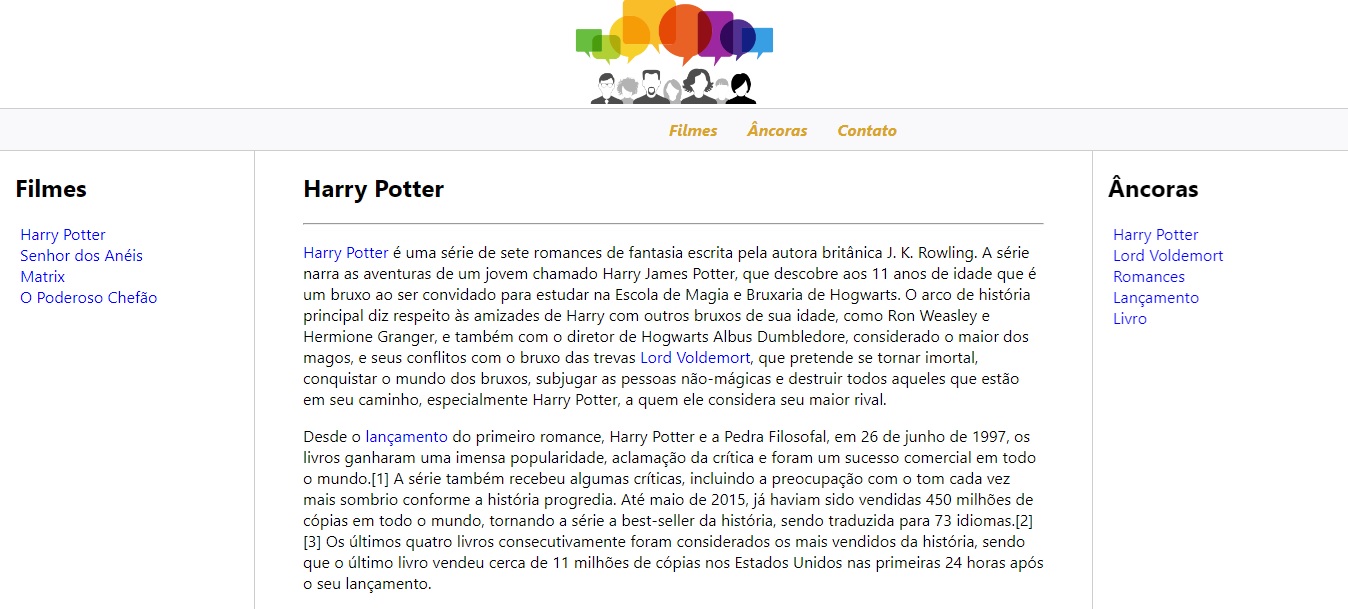 Filmes Âncoras Contato
Filmes
Harry Potter
Senhor dos Anéis
Matrix
O Poderoso Chefão
Harry Potter
Harry Potter é uma série de sete romances de fantasia escrita pela autora britânica J. K. Rowling. A série
narra as aventuras de um jovem chamado Harry James Potter, que descobre aos 11 anos de idade que é
um bruxo ao ser convidado para estudar na Escola de Magia e Bruxaria de Hogwarts. O arco de história
principal diz respeito às amizades de Harry com outros bruxos de sua idade, como Ron Weasley e
Hermione Granger, e também com o diretor de Hogwarts Albus Dumbledore, considerado o maior dos
magos, e seus conflitos com o bruxo das trevas Lord Voldemort, que pretende se tornar imortal,
conquistar o mundo dos bruxos, subjugar as pessoas não-mágicas e destruir todos aqueles que estão
em seu caminho, especialmente Harry Potter, a quem ele considera seu maior rival.
Desde o lançamento do primeiro romance, Harry Potter e a Pedra Filosofal, em 26 de junho de 1997, os
livros ganharam uma imensa popularidade, aclamação da crítica e foram um sucesso comercial em todo
o mundo.[1] A série também recebeu algumas críticas, incluindo a preocupação com o tom cada vez
mais sombrio conforme a história progredia. Até maio de 2015, já haviam sido vendidas 450 milhões de
cópias em todo o mundo, tornando a série a best-seller da história, sendo traduzida para 73 idiomas.[2]
[3] Os últimos quatro livros consecutivamente foram considerados os mais vendidos da história, sendo
que o último livro vendeu cerca de 11 milhões de cópias nos Estados Unidos nas primeiras 24 horas após
o seu lançamento.
Âncoras
Harry Potter
Lord Voldemort
Romances
Lançamento
Livro